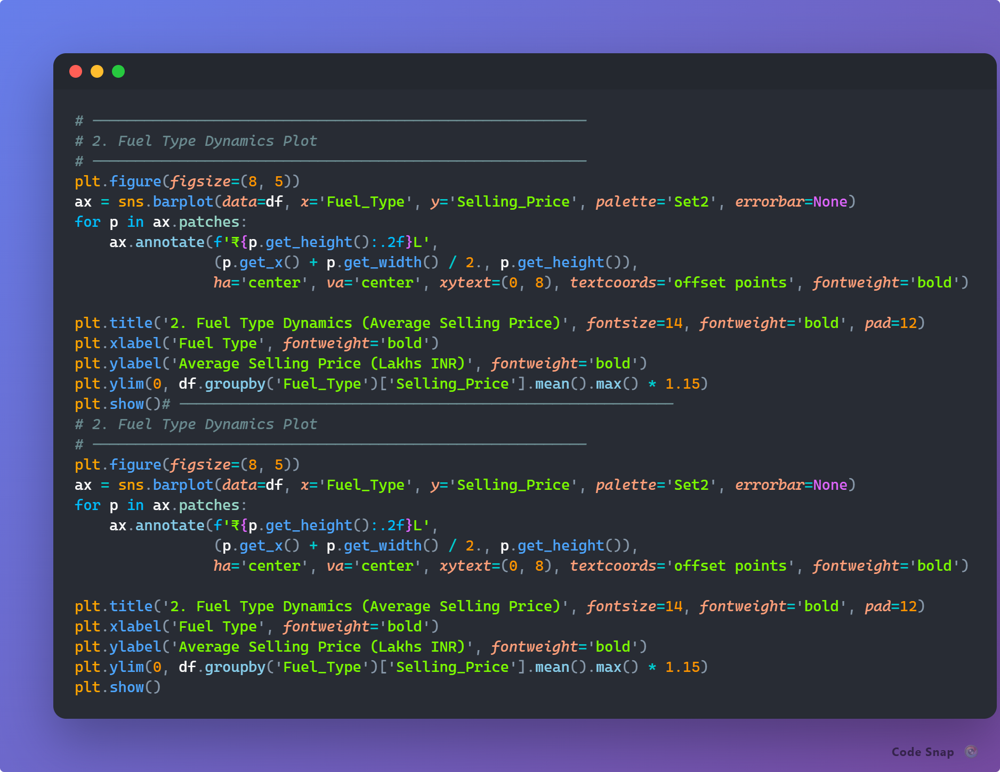 # ─────────────────────────────────────────────────────────
# 2. Fuel Type Dynamics Plot
# ─────────────────────────────────────────────────────────
plt.figure(figsize=(8, 5))
ax = sns.barplot(data=df, x='Fuel_Type', y='Selling_Price', palette='Set2', errorbar=None)
for p in ax.patches:
    ax.annotate(f'₹{p.get_height():.2f}L',
                (p.get_x() + p.get_width() / 2., p.get_height()),
                ha='center', va='center', xytext=(0, 8), textcoords='offset points', fontweight='bold')

plt.title('2. Fuel Type Dynamics (Average Selling Price)', fontsize=14, fontweight='bold', pad=12)
plt.xlabel('Fuel Type', fontweight='bold')
plt.ylabel('Average Selling Price (Lakhs INR)', fontweight='bold')
plt.ylim(0, df.groupby('Fuel_Type')['Selling_Price'].mean().max() * 1.15)
plt.show()# ─────────────────────────────────────────────────────────
# 2. Fuel Type Dynamics Plot
# ─────────────────────────────────────────────────────────
plt.figure(figsize=(8, 5))
ax = sns.barplot(data=df, x='Fuel_Type', y='Selling_Price', palette='Set2', errorbar=None)
for p in ax.patches:
    ax.annotate(f'₹{p.get_height():.2f}L',
                (p.get_x() + p.get_width() / 2., p.get_height()),
                ha='center', va='center', xytext=(0, 8), textcoords='offset points', fontweight='bold')

plt.title('2. Fuel Type Dynamics (Average Selling Price)', fontsize=14, fontweight='bold', pad=12)
plt.xlabel('Fuel Type', fontweight='bold')
plt.ylabel('Average Selling Price (Lakhs INR)', fontweight='bold')
plt.ylim(0, df.groupby('Fuel_Type')['Selling_Price'].mean().max() * 1.15)
plt.show()
Code Snap